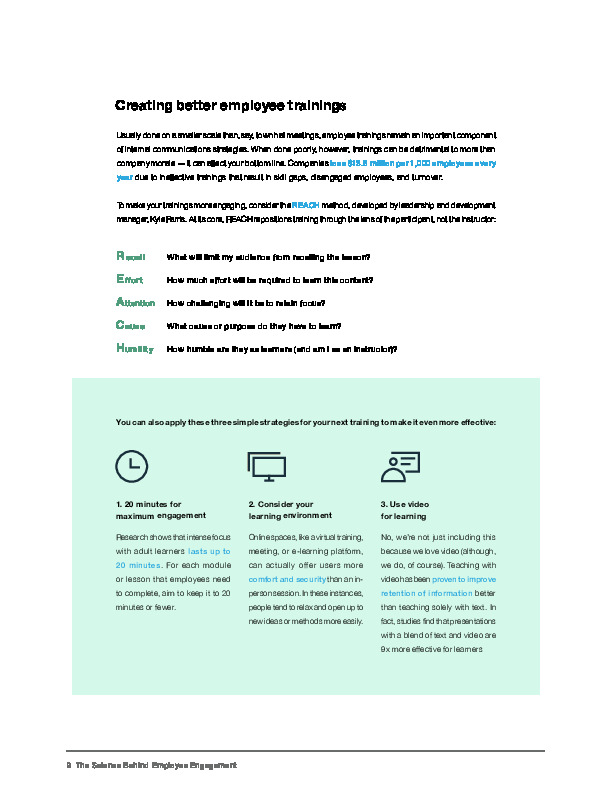 Creating better employee trainings
Usually done on a smaller scale than, say, town hall meetings, employee trainings remain an important component
of internal communications strategies. When done poorly, however, trainings can be detrimental to more than
company morale — it can affect your bottom line. Companies lose $13.5 million per 1,000 employees every
year due to ineffective trainings that result in skill gaps, disengaged employees, and turnover.
To make your trainings more engaging, consider the REACH method, developed by leadership and development
manager, Kyle Farris. At its core, REACH repositions training through the lens of the participant, not the instructor:
Recall What will limit my audience from recalling the lesson?
Effort How much effort will be required to learn this content?
Attention How challenging will it be to retain focus?
Cause What cause or purpose do they have to learn?
Humility How humble are they as learners (and am I as an instructor)?
You can also apply these three simple strategies for your next training to make it even more effective:
1. 20 minutes for
maximum engagement
Research shows that intense focus
with adult learners lasts up to
20 minutes. For each module
or lesson that employees need
to complete, aim to keep it to 20
minutes or fewer.
2. Consider your
learning environment
Online spaces, like a virtual training,
meeting, or e-learning platform,
can actually offer users more
comfort and security than an in-
person session. In these instances,
people tend to relax and open up to
new ideas or methods more easily.
3. Use video
for learning
No, we're not just including this
because we love video (although,
we do, of course). Teaching with
video has been proven to improve
retention of information better
than teaching solely with text. In
fact, studies find that presentations
with a blend of text and video are
9x more effective for learners
9 The Science Behind Employee Engagement